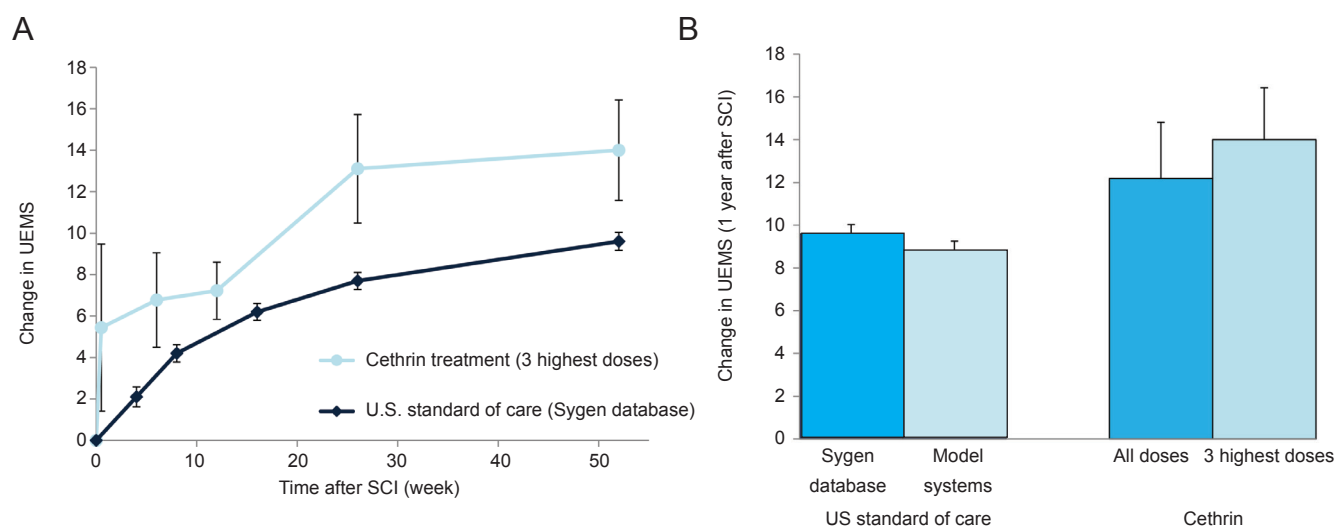 A
Change in UEMS
18
16
14
12
10
8
6
4
2
0
0 10 20 30 40 50
Time after SCI (week)
Cethrin treatment (3 highest doses)
U.S. standard of care (Sygen database)
B
Change in UEMS (1 year after SCI)
18
16
14
12
10
8
6
4
2
0
Sygen
database
Model
systems
US standard of care
All doses
3 highest doses
Cethrin